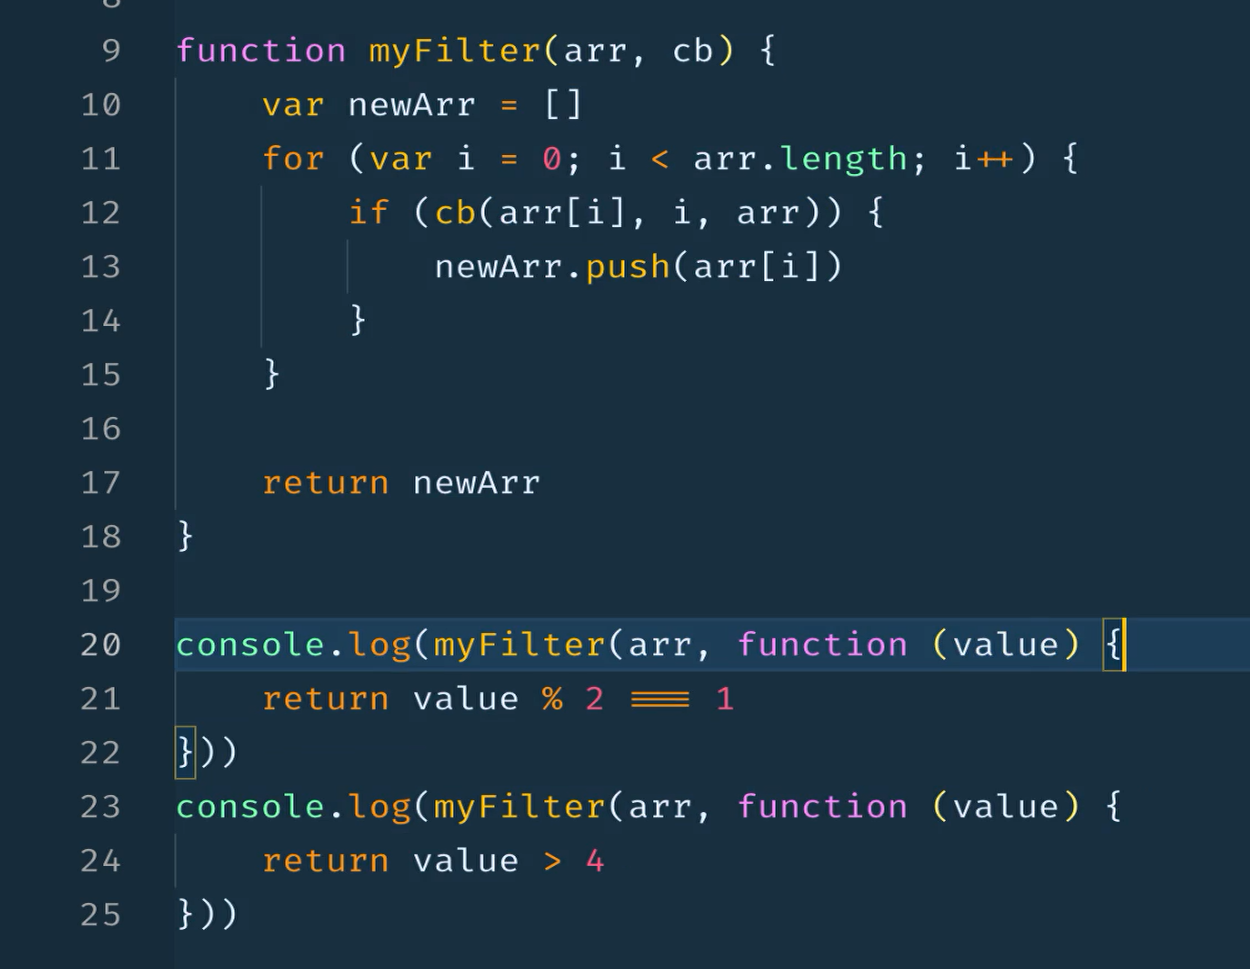 8
9 function myFilter(arr, cb) {
10     var newArr = []
11     for (var i = 0; i < arr.length; i++) {
12         if (cb(arr[i], i, arr)) {
13             newArr.push(arr[i])
14         }
15     }
16
17     return newArr
18 }
19
20 console.log(myFilter(arr, function (value) {
21     return value % 2 === 1
22 }))
23 console.log(myFilter(arr, function (value) {
24     return value > 4
25 }))